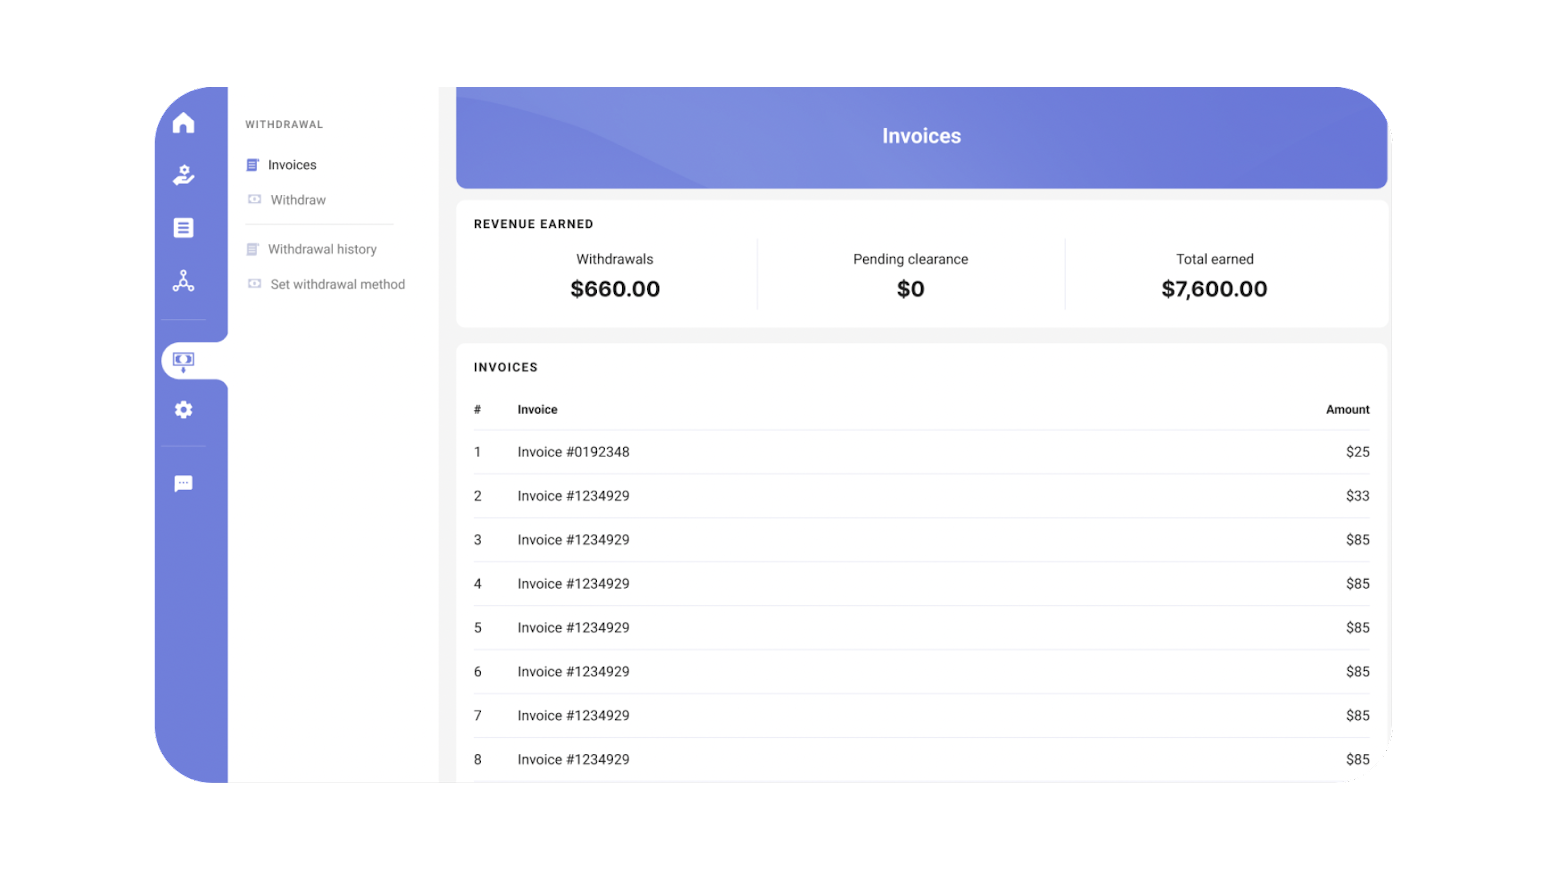 WITHDRAWAL
Invoices
Withdraw
Withdrawal history
Set withdrawal method
Invoices
REVENUE EARNED
Withdrawals Pending clearance Total earned
$660.00 $0 $7,600.00
INVOICES
# Invoice Amount
1 Invoice #0192348 $25
2 Invoice #1234929 $33
3 Invoice #1234929 $85
4 Invoice #1234929 $85
5 Invoice #1234929 $85
6 Invoice #1234929 $85
7 Invoice #1234929 $85
8 Invoice #1234929 $85